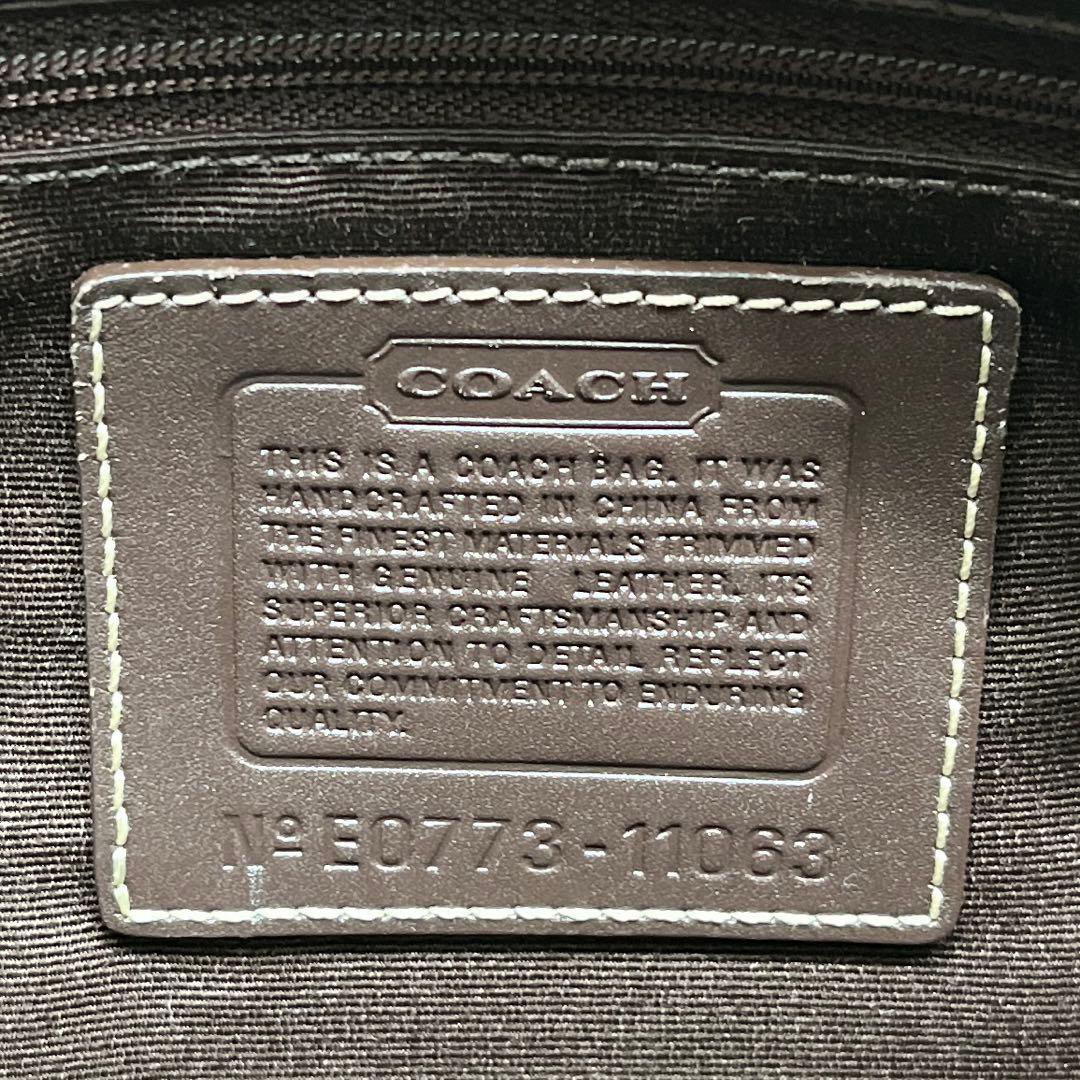 COACH
THIS IS A COACH BAG. IT WAS
HANDCRAFTED IN CHINA FROM
THE FINEST MATERIALS TRIMMED
WITH GENUINE LEATHER. ITS
SUPERIOR CRAFTSMANSHIP AND
ATTENTION TO DETAIL REFLECT
OUR COMMITMENT TO ENDURING
QUALITY.
Nº E0773-11063